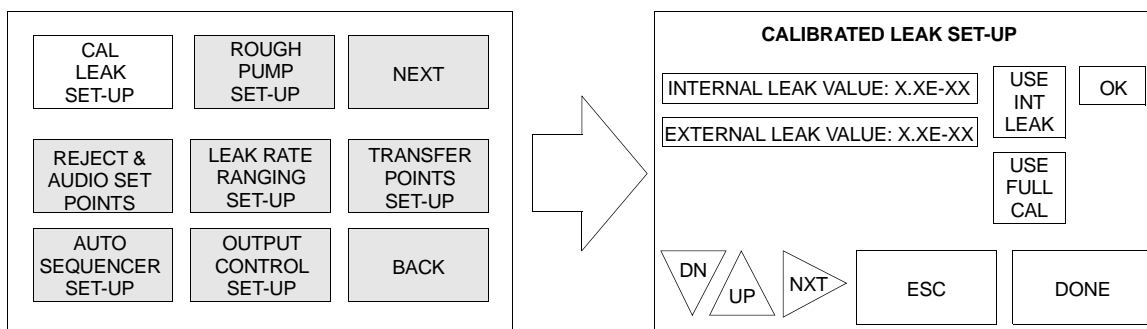 CAL
LEAK
SET-UP
ROUGH
PUMP
SET-UP
NEXT
REJECT &
AUDIO SET
POINTS
LEAK RATE
RANGING
SET-UP
TRANSFER
POINTS
SET-UP
AUTO
SEQUENCER
SET-UP
OUTPUT
CONTROL
SET-UP
BACK
CALIBRATED LEAK SET-UP
INTERNAL LEAK VALUE: X.XE-XX
USE
INT
LEAK
OK
EXTERNAL LEAK VALUE: X.XE-XX
USE
FULL
CAL
DN
UP
NXT
ESC
DONE